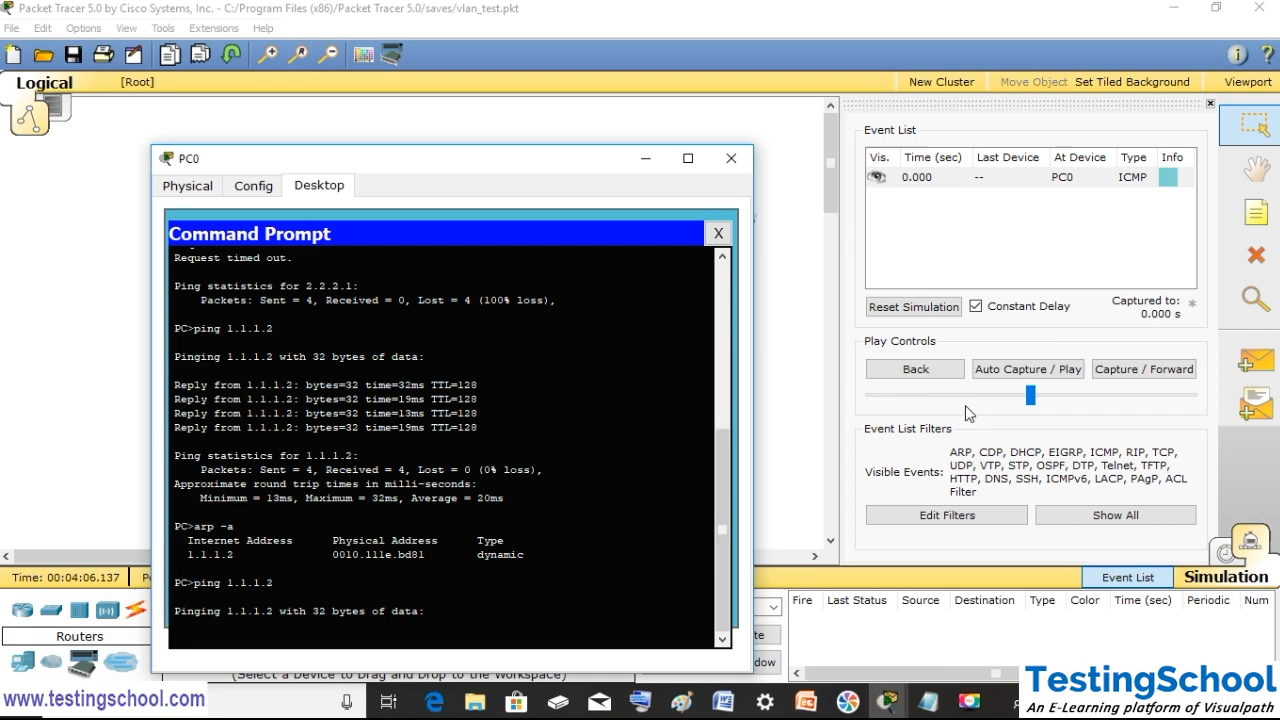 Packet Tracer 5.0 by Cisco Systems, Inc. - C:/Program Files (x86)/Packet Tracer 5.0/saves/vlan_test.pkt
File Edit Options View Tools Extensions Help
Logical [Root] New Cluster Move Object Set Tiled Background Viewport
PC0
Physical Config Desktop
Command Prompt X
Request timed out.
Ping statistics for 2.2.2.1:
Packets: Sent = 4, Received = 0, Lost = 4 (100% loss),
PC>ping 1.1.1.2
Pinging 1.1.1.2 with 32 bytes of data:
Reply from 1.1.1.2: bytes=32 time=32ms TTL=128
Reply from 1.1.1.2: bytes=32 time=19ms TTL=128
Reply from 1.1.1.2: bytes=32 time=13ms TTL=128
Reply from 1.1.1.2: bytes=32 time=19ms TTL=128
Ping statistics for 1.1.1.2:
Packets: Sent = 4, Received = 4, Lost = 0 (0% loss),
Approximate round trip times in milli-seconds:
Minimum = 13ms, Maximum = 32ms, Average = 20ms
PC>arp -a
Internet Address Physical Address Type
1.1.1.2 0010.111e.bd81 dynamic
PC>ping 1.1.1.2
Pinging 1.1.1.2 with 32 bytes of data:
Event List
Vis. Time (sec) Last Device At Device Type Info
0.000 -- PC0 ICMP
Reset Simulation Constant Delay
Captured to:
0.000 s
*
Play Controls
Back Auto Capture / Play Capture / Forward
Event List Filters
Visible Events:
ARP, CDP, DHCP, EIGRP, ICMP, RIP, TCP,
UDP, VTP, STP, OSPF, DTP, Telnet, TFTP,
HTTP, DNS, SSH, ICMPv6, LACP, PAgP, ACL
Filter
Edit Filters Show All
Time: 00:04:06.137
Event List Simulation
Fire Last Status Source Destination Type Color Time (sec) Periodic Num
Routers
(Select a Device to Drag and Drop to the Workspace)
www.testingschool.com
TestingSchool
An E-Learning platform of Visualpath